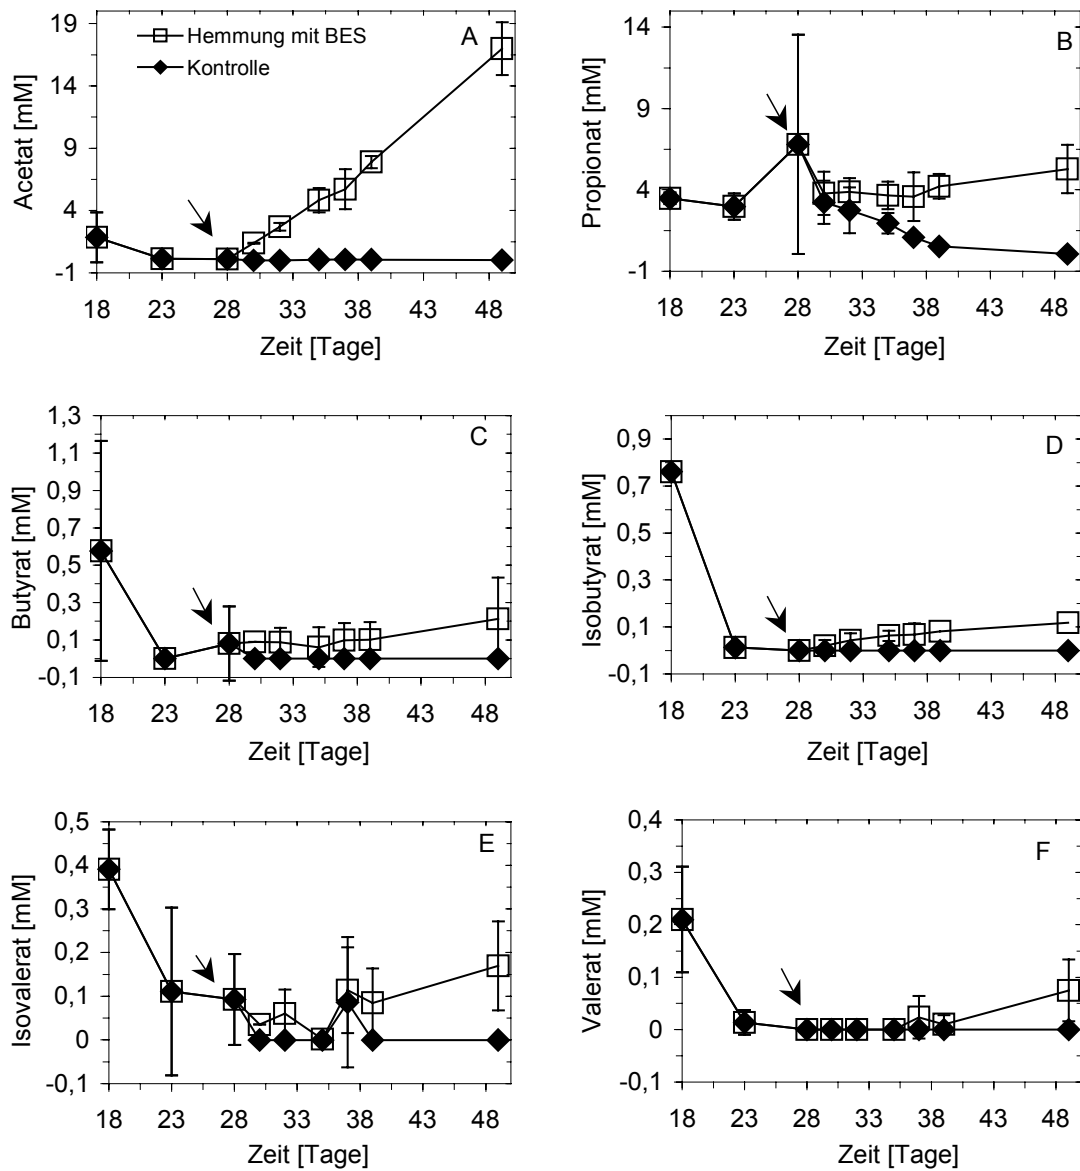 19
14
9
4
-1
Acetat [mM]
Hemmung mit BES
Kontrolle
A
18 23 28 33 38 43 48
Zeit [Tage]
14
9
4
-1
Propionat [mM]
B
18 23 28 33 38 43 48
Zeit [Tage]
1,3
1,1
0,9
0,7
0,5
0,3
0,1
-0,1
Butyrat [mM]
C
18 23 28 33 38 43 48
Zeit [Tage]
0,9
0,7
0,5
0,3
0,1
-0,1
Isobutyrat [mM]
D
18 23 28 33 38 43 48
Zeit [Tage]
0,5
0,4
0,3
0,2
0,1
0
-0,1
Isovalerat [mM]
E
18 23 28 33 38 43 48
Zeit [Tage]
0,4
0,3
0,2
0,1
0
-0,1
Valerat [mM]
F
18 23 28 33 38 43 48
Zeit [Tage]